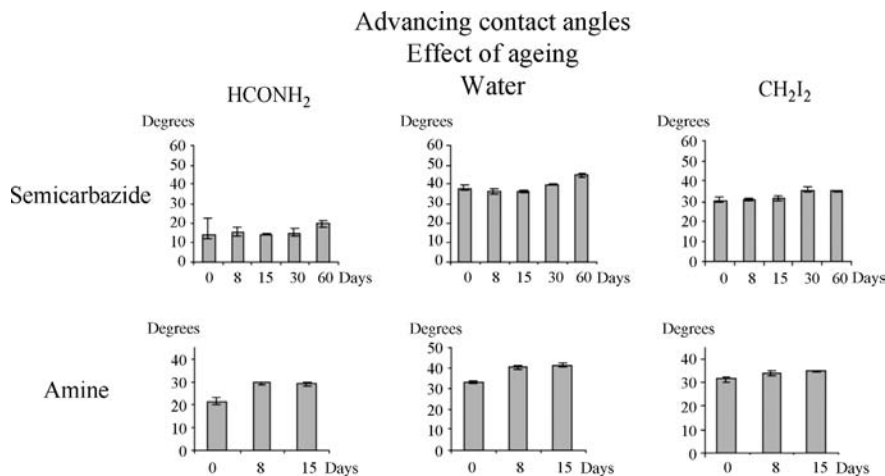 Advancing contact angles
Effect of ageing
HCONH₂ Water CH₂I₂
Semicarbazide
Degrees
60
50
40
30
20
10
0
0 8 15 30 60 Days
Degrees
60
50
40
30
20
10
0
0 8 15 30 60 Days
Degrees
60
50
40
30
20
10
0
0 8 15 30 60 Days
Amine
Degrees
40
30
20
10
0
0 8 15 Days
Degrees
50
40
30
20
10
0
0 8 15 Days
Degrees
40
30
20
10
0
0 8 15 Days